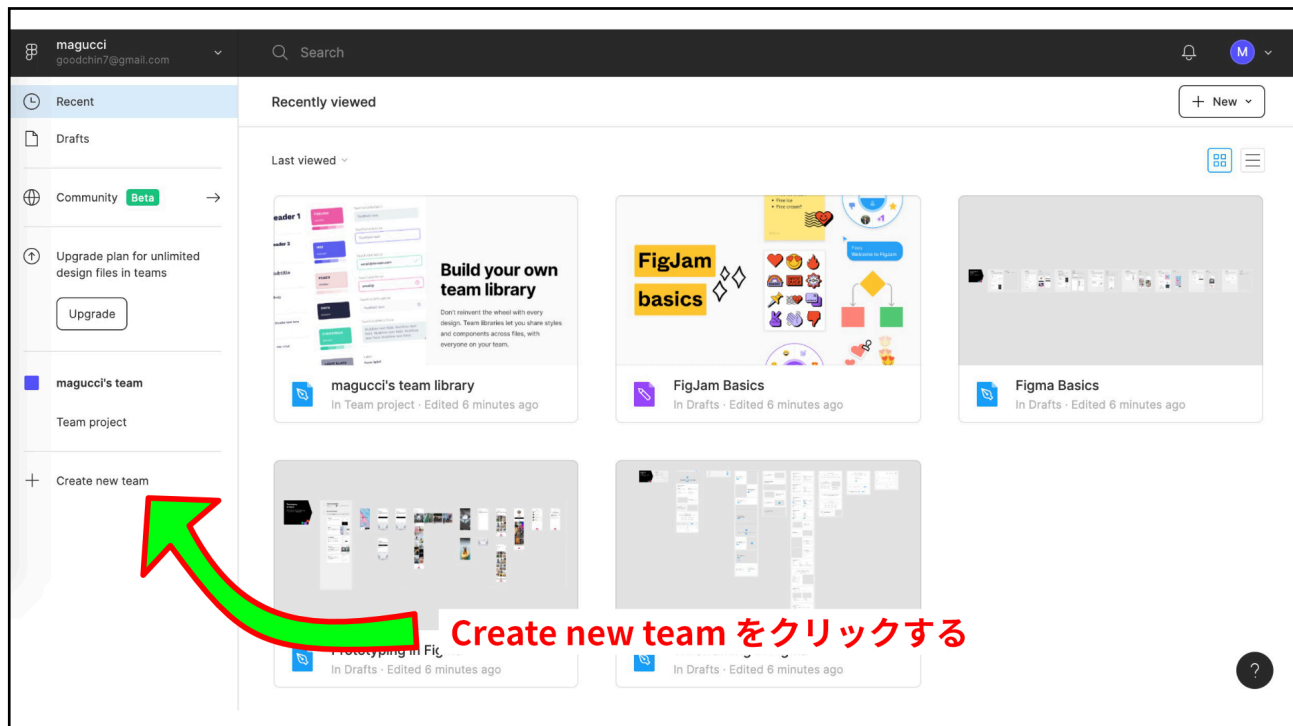 magucci
goodchin7@gmail.com
Search
M
Recent
Recently viewed
+ New
Drafts
Last viewed
Community Beta
Upgrade plan for unlimited
design files in teams
Upgrade
magucci's team
Team project
+ Create new team
Build your own
team library
Don't reinvent the wheel with every
design. Team libraries let you share styles
and components across files, with
everyone on your team.
magucci's team library
In Team project · Edited 6 minutes ago
FigJam
basics
FigJam Basics
In Drafts · Edited 6 minutes ago
Figma Basics
In Drafts · Edited 6 minutes ago
Create new team をクリックする
Prototyping in
In Drafts · Edited 6 minutes ago
In Drafts · Edited 6 minutes ago
?